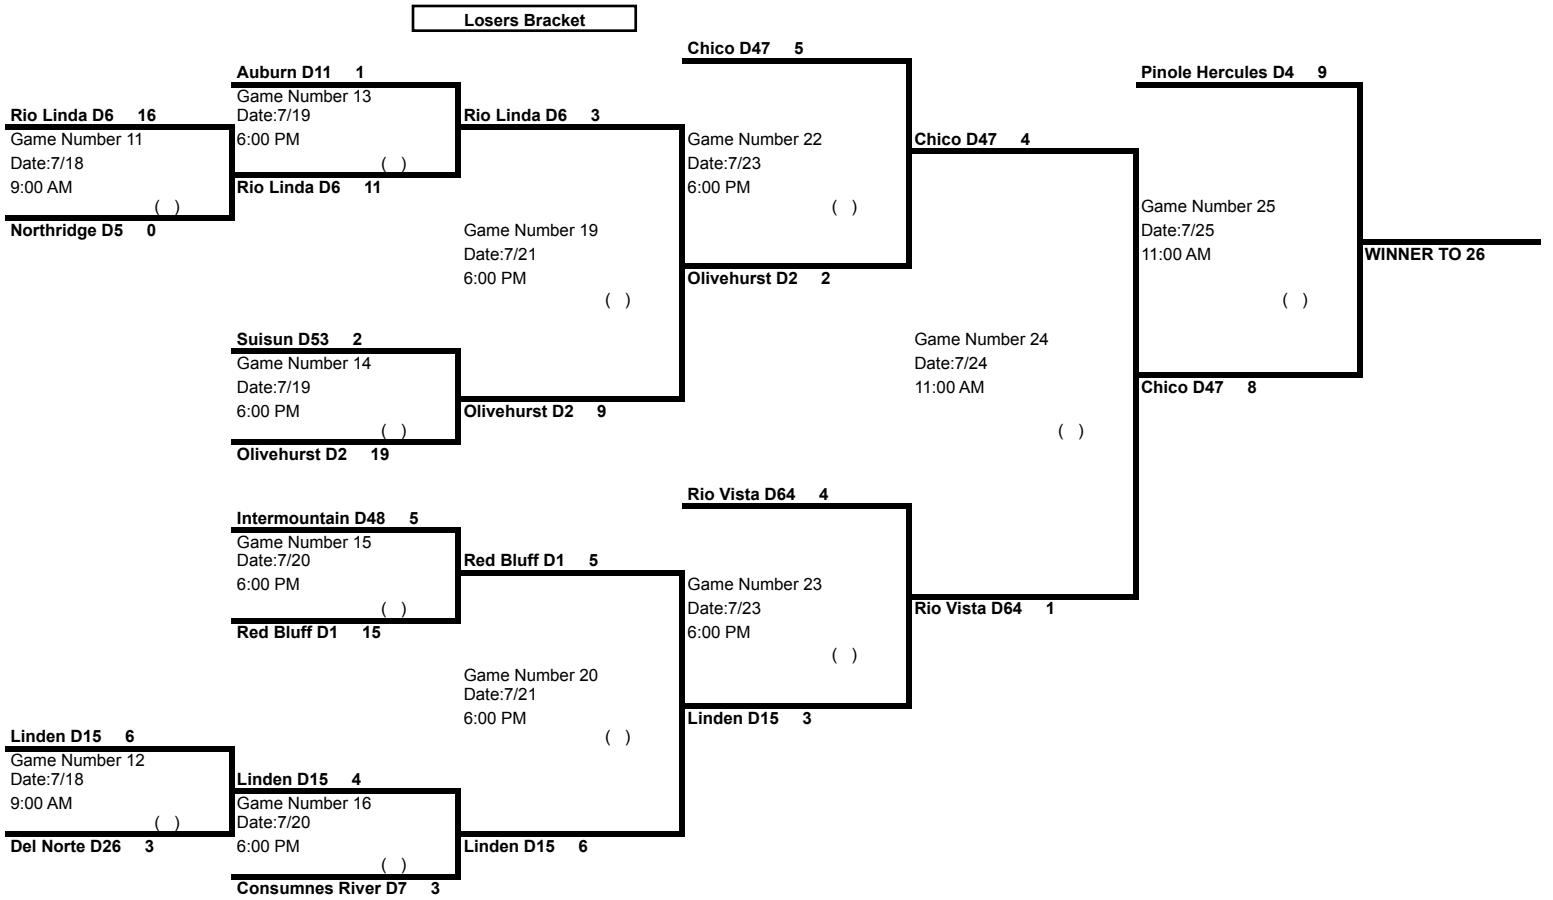 Losers Bracket
Chico D47 5
Auburn D11 1
Pinole Hercules D4 9
Game Number 13
Rio Linda D6 16
Date:7/19
Rio Linda D6 3
Game Number 11
6:00 PM
Game Number 22
Chico D47 4
Date:7/18
( )
Date:7/23
9:00 AM
Rio Linda D6 11
6:00 PM
( )
( )
Game Number 25
Northridge D5 0
Game Number 19
Date:7/25
Date:7/21
11:00 AM
WINNER TO 26
6:00 PM
Olivehurst D2 2
( )
( )
Suisun D53 2
Game Number 24
Game Number 14
Date:7/24
Date:7/19
11:00 AM
Chico D47 8
6:00 PM
Olivehurst D2 9
( )
( )
Olivehurst D2 19
Rio Vista D64 4
Intermountain D48 5
Game Number 15
Date:7/20
Red Bluff D1 5
6:00 PM
Game Number 23
( )
Date:7/23
Rio Vista D64 1
Red Bluff D1 15
6:00 PM
( )
Game Number 20
Date:7/21
6:00 PM
Linden D15 3
Linden D15 6
( )
Game Number 12
Date:7/18
Linden D15 4
9:00 AM
Game Number 16
( )
Date:7/20
Del Norte D26 3
6:00 PM
Linden D15 6
( )
Consumnes River D7 3